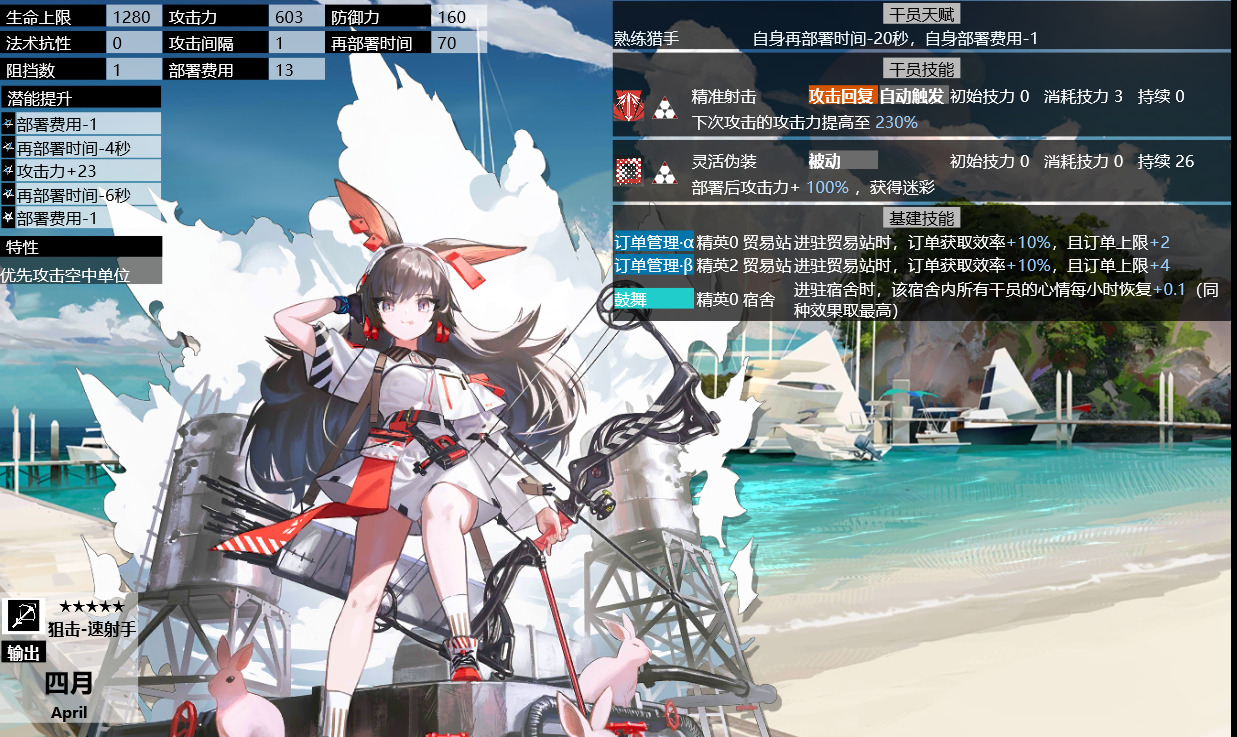 生命上限 1280 攻击力 603 防御力 160
法术抗性 0 攻击间隔 1 再部署时间 70
阻挡数 1 部署费用 13
潜能提升
部署费用-1
再部署时间-4秒
攻击力+23
再部署时间-6秒
部署费用-1
特性
优先攻击空中单位
干员天赋
熟练猎手 自身再部署时间-20秒，自身部署费用-1
干员技能
精准射击 攻击回复 自动触发 初始技力 0 消耗技力 3 持续 0
下次攻击的攻击力提高至 230%
灵活伪装 被动 初始技力 0 消耗技力 0 持续 26
部署后攻击力+ 100% ，获得迷彩
基建技能
订单管理·α 精英0 贸易站 进驻贸易站时，订单获取效率+10%，且订单上限+2
订单管理·β 精英2 贸易站 进驻贸易站时，订单获取效率+10%，且订单上限+4
鼓舞 精英0 宿舍 进驻宿舍时，该宿舍内所有干员的心情每小时恢复+0.1（同
种效果取最高）
★★★★★
狙击-速射手
输出
四月
April